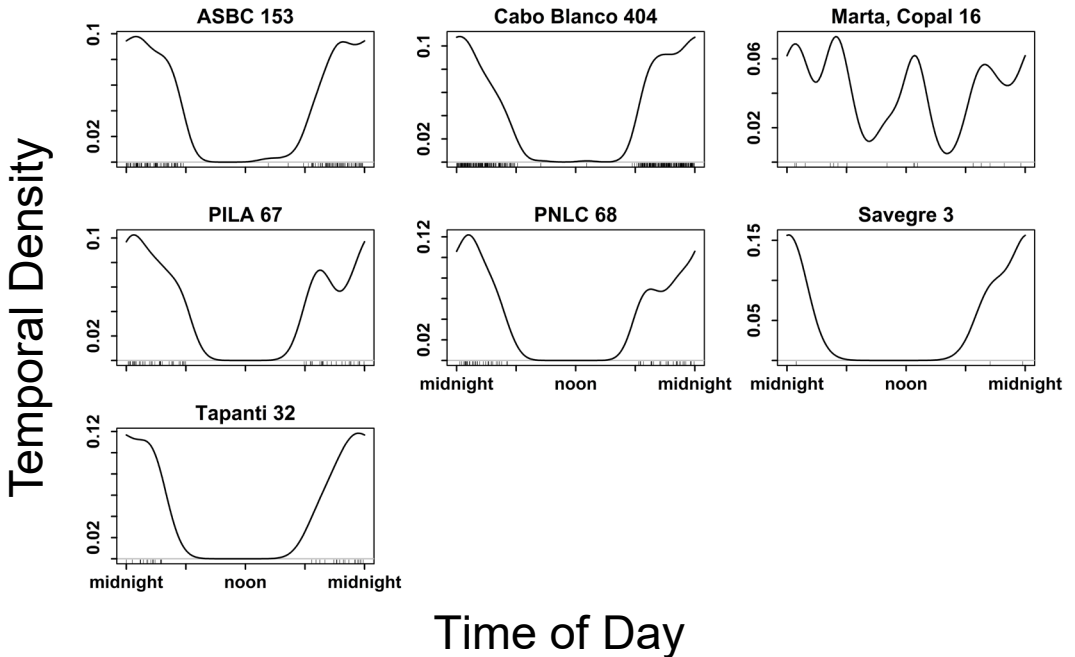 Temporal Density
ASBC 153
0.1
0.02
Cabo Blanco 404
0.1
0.02
Marta, Copal 16
0.06
0.02
PILA 67
0.1
0.02
PNLC 68
0.12
0.02
midnight noon midnight
Savegre 3
0.15
0.05
midnight noon midnight
Tapanti 32
0.12
0.02
midnight noon midnight
Time of Day